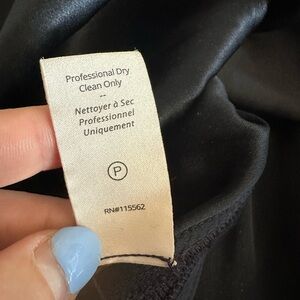 Professional Dry
Clean Only
--
Nettoyer à Sec
Professionnel
Uniquement
P
RN#115562